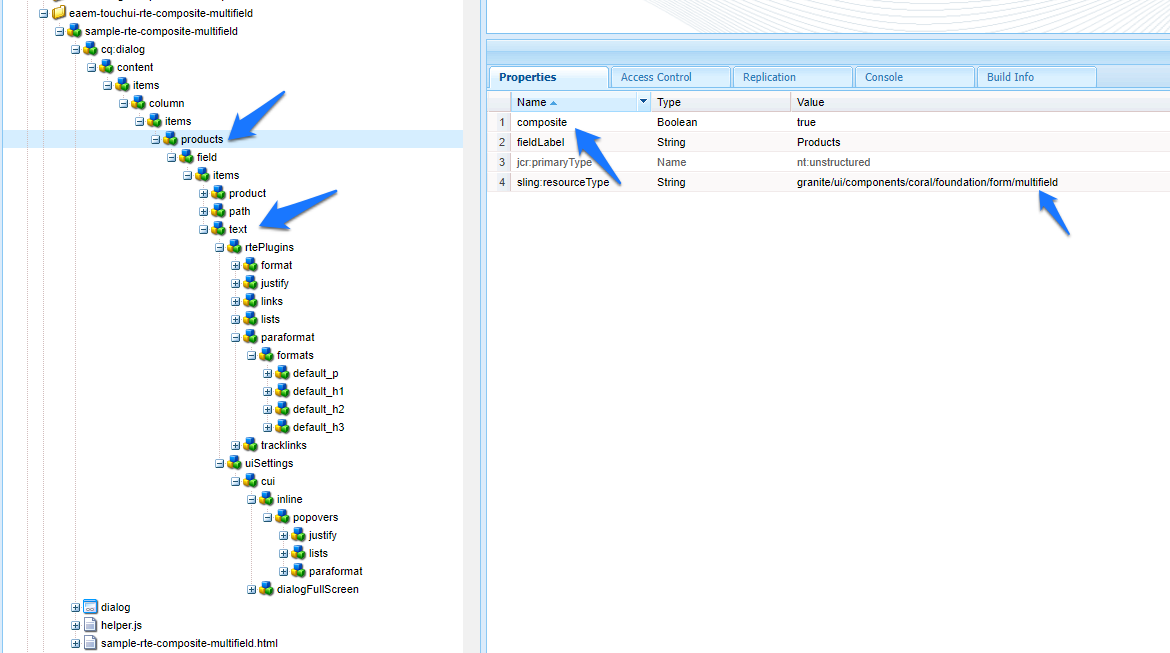 eaem-touchui-rte-composite-multifield
sample-rte-composite-multifield
cq:dialog
content
items
column
items
products
field
items
product
path
text
rtePlugins
format
justify
links
lists
paraformat
formats
default_p
default_h1
default_h2
default_h3
tracklinks
uiSettings
cui
inline
popovers
justify
lists
paraformat
dialogFullScreen
dialog
helper.js
sample-rte-composite-multifield.html
Properties Access Control Replication Console Build Info
Name Type Value
1 composite Boolean true
2 fieldLabel String Products
3 jcr:primaryType Name nt:unstructured
4 sling:resourceType String granite/ui/components/coral/foundation/form/multifield